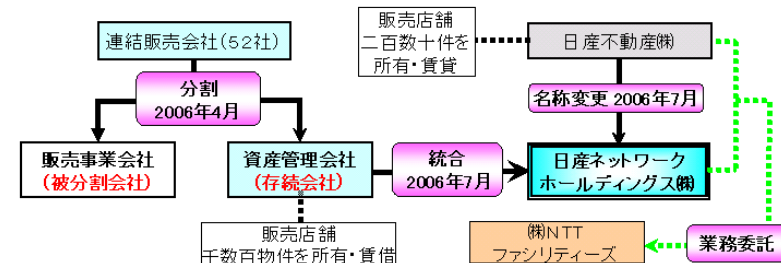 販売店舗
二百数十件を
所有・賃貸
連結販売会社(52社)
日産不動産㈱
分割
2006年4月
名称変更 2006年7月
販売事業会社
(被分割会社)
資産管理会社
(存続会社)
統合
2006年7月
日産ネットワーク
ホールディングス㈱
販売店舗
千数百物件を所有・賃借
㈱NTT
ファシリティーズ
業務委託